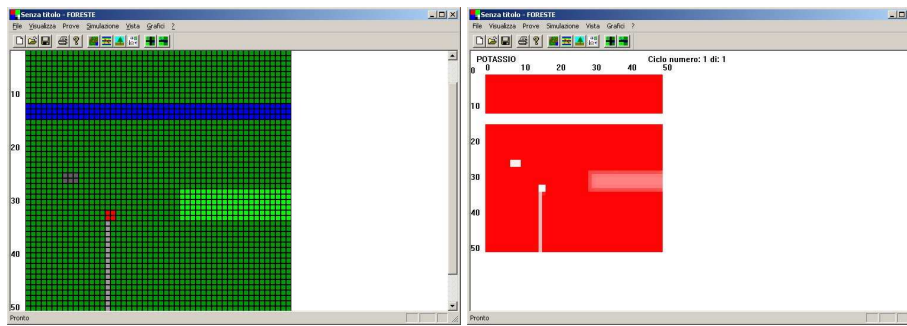 Senza titolo - FORESTE
File Visualizza Prove Simulazione Vista Grafici ?
10
20
30
40
50
Pronto
Senza titolo - FORESTE
File Visualizza Prove Simulazione Vista Grafici ?
POTASSIO Ciclo numero: 1 di: 1
0 10 20 30 40 50
10
20
30
40
50
Pronto